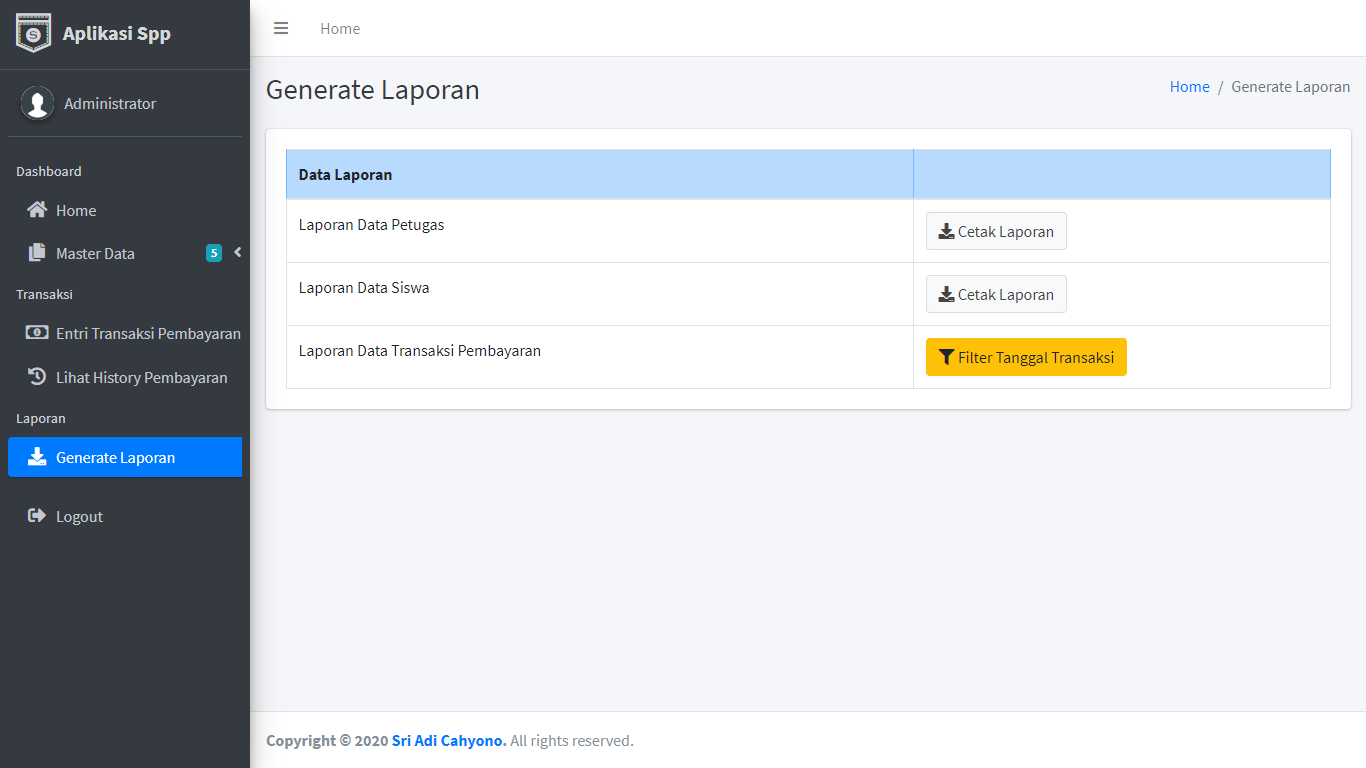 Aplikasi Spp
Administrator
Dashboard
Home
Master Data 5
Transaksi
Entri Transaksi Pembayaran
Lihat History Pembayaran
Laporan
Generate Laporan
Logout
Home
Generate Laporan
Home / Generate Laporan
Data Laporan
Laporan Data Petugas
Cetak Laporan
Laporan Data Siswa
Cetak Laporan
Laporan Data Transaksi Pembayaran
Filter Tanggal Transaksi
Copyright © 2020 Sri Adi Cahyono. All rights reserved.